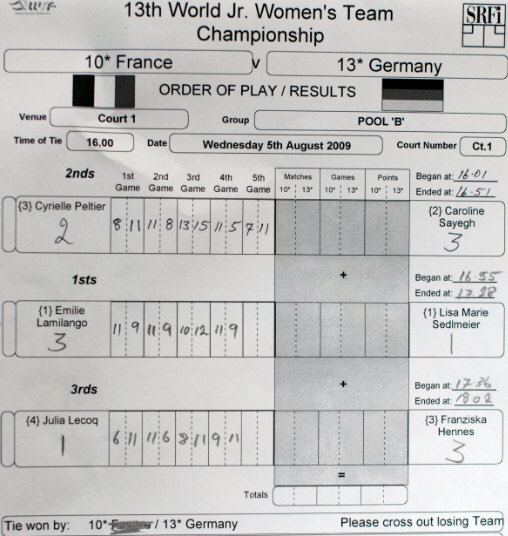 13th World Jr. Women's Team
Championship
SRFi
10* France v 13* Germany
ORDER OF PLAY / RESULTS
Venue Court 1 Group POOL 'B'
Time of Tie 16.00 Date Wednesday 5th August 2009 Court Number Ct.1
2nds 1st Game 2nd Game 3rd Game 4th Game 5th Game Matches 10* 13* Games 10* 13* Points 10* 13* Began at: 16.01
Ended at: 16.51
{3} Cyrielle Peltier 2 8 11 11 8 13 15 11 5 7 11 {2} Caroline Sayegh 3
1sts + Began at: 16.55
Ended at: 17 28
{1} Emilie Lamilango 3 11 9 11 9 10 12 11 9 {1} Lisa Marie Sedlmeier 1
3rds + Began at: 17 36
Ended at: 1802
{4} Julia Lecoq 1 6 11 11 6 8 11 9 11 {3} Franziska Hennes 3
=
Totals
Tie won by: 10* France / 13* Germany Please cross out losing Team